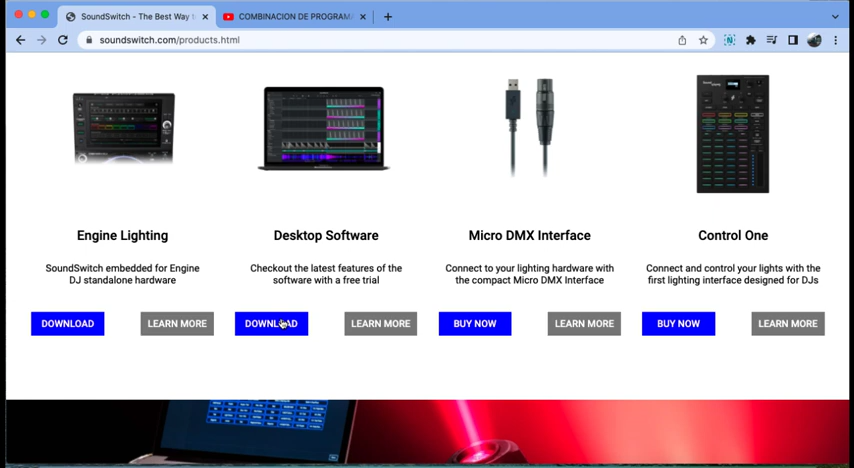 SoundSwitch - The Best Way
COMBINACION DE PROGRAMA
soundswitch.com/products.html
Engine Lighting
SoundSwitch embedded for Engine
DJ standalone hardware
DOWNLOAD
LEARN MORE
Desktop Software
Checkout the latest features of the
software with a free trial
DOWNLOAD
LEARN MORE
Micro DMX Interface
Connect to your lighting hardware with
the compact Micro DMX Interface
BUY NOW
LEARN MORE
Control One
Connect and control your lights with the
first lighting interface designed for DJs
BUY NOW
LEARN MORE